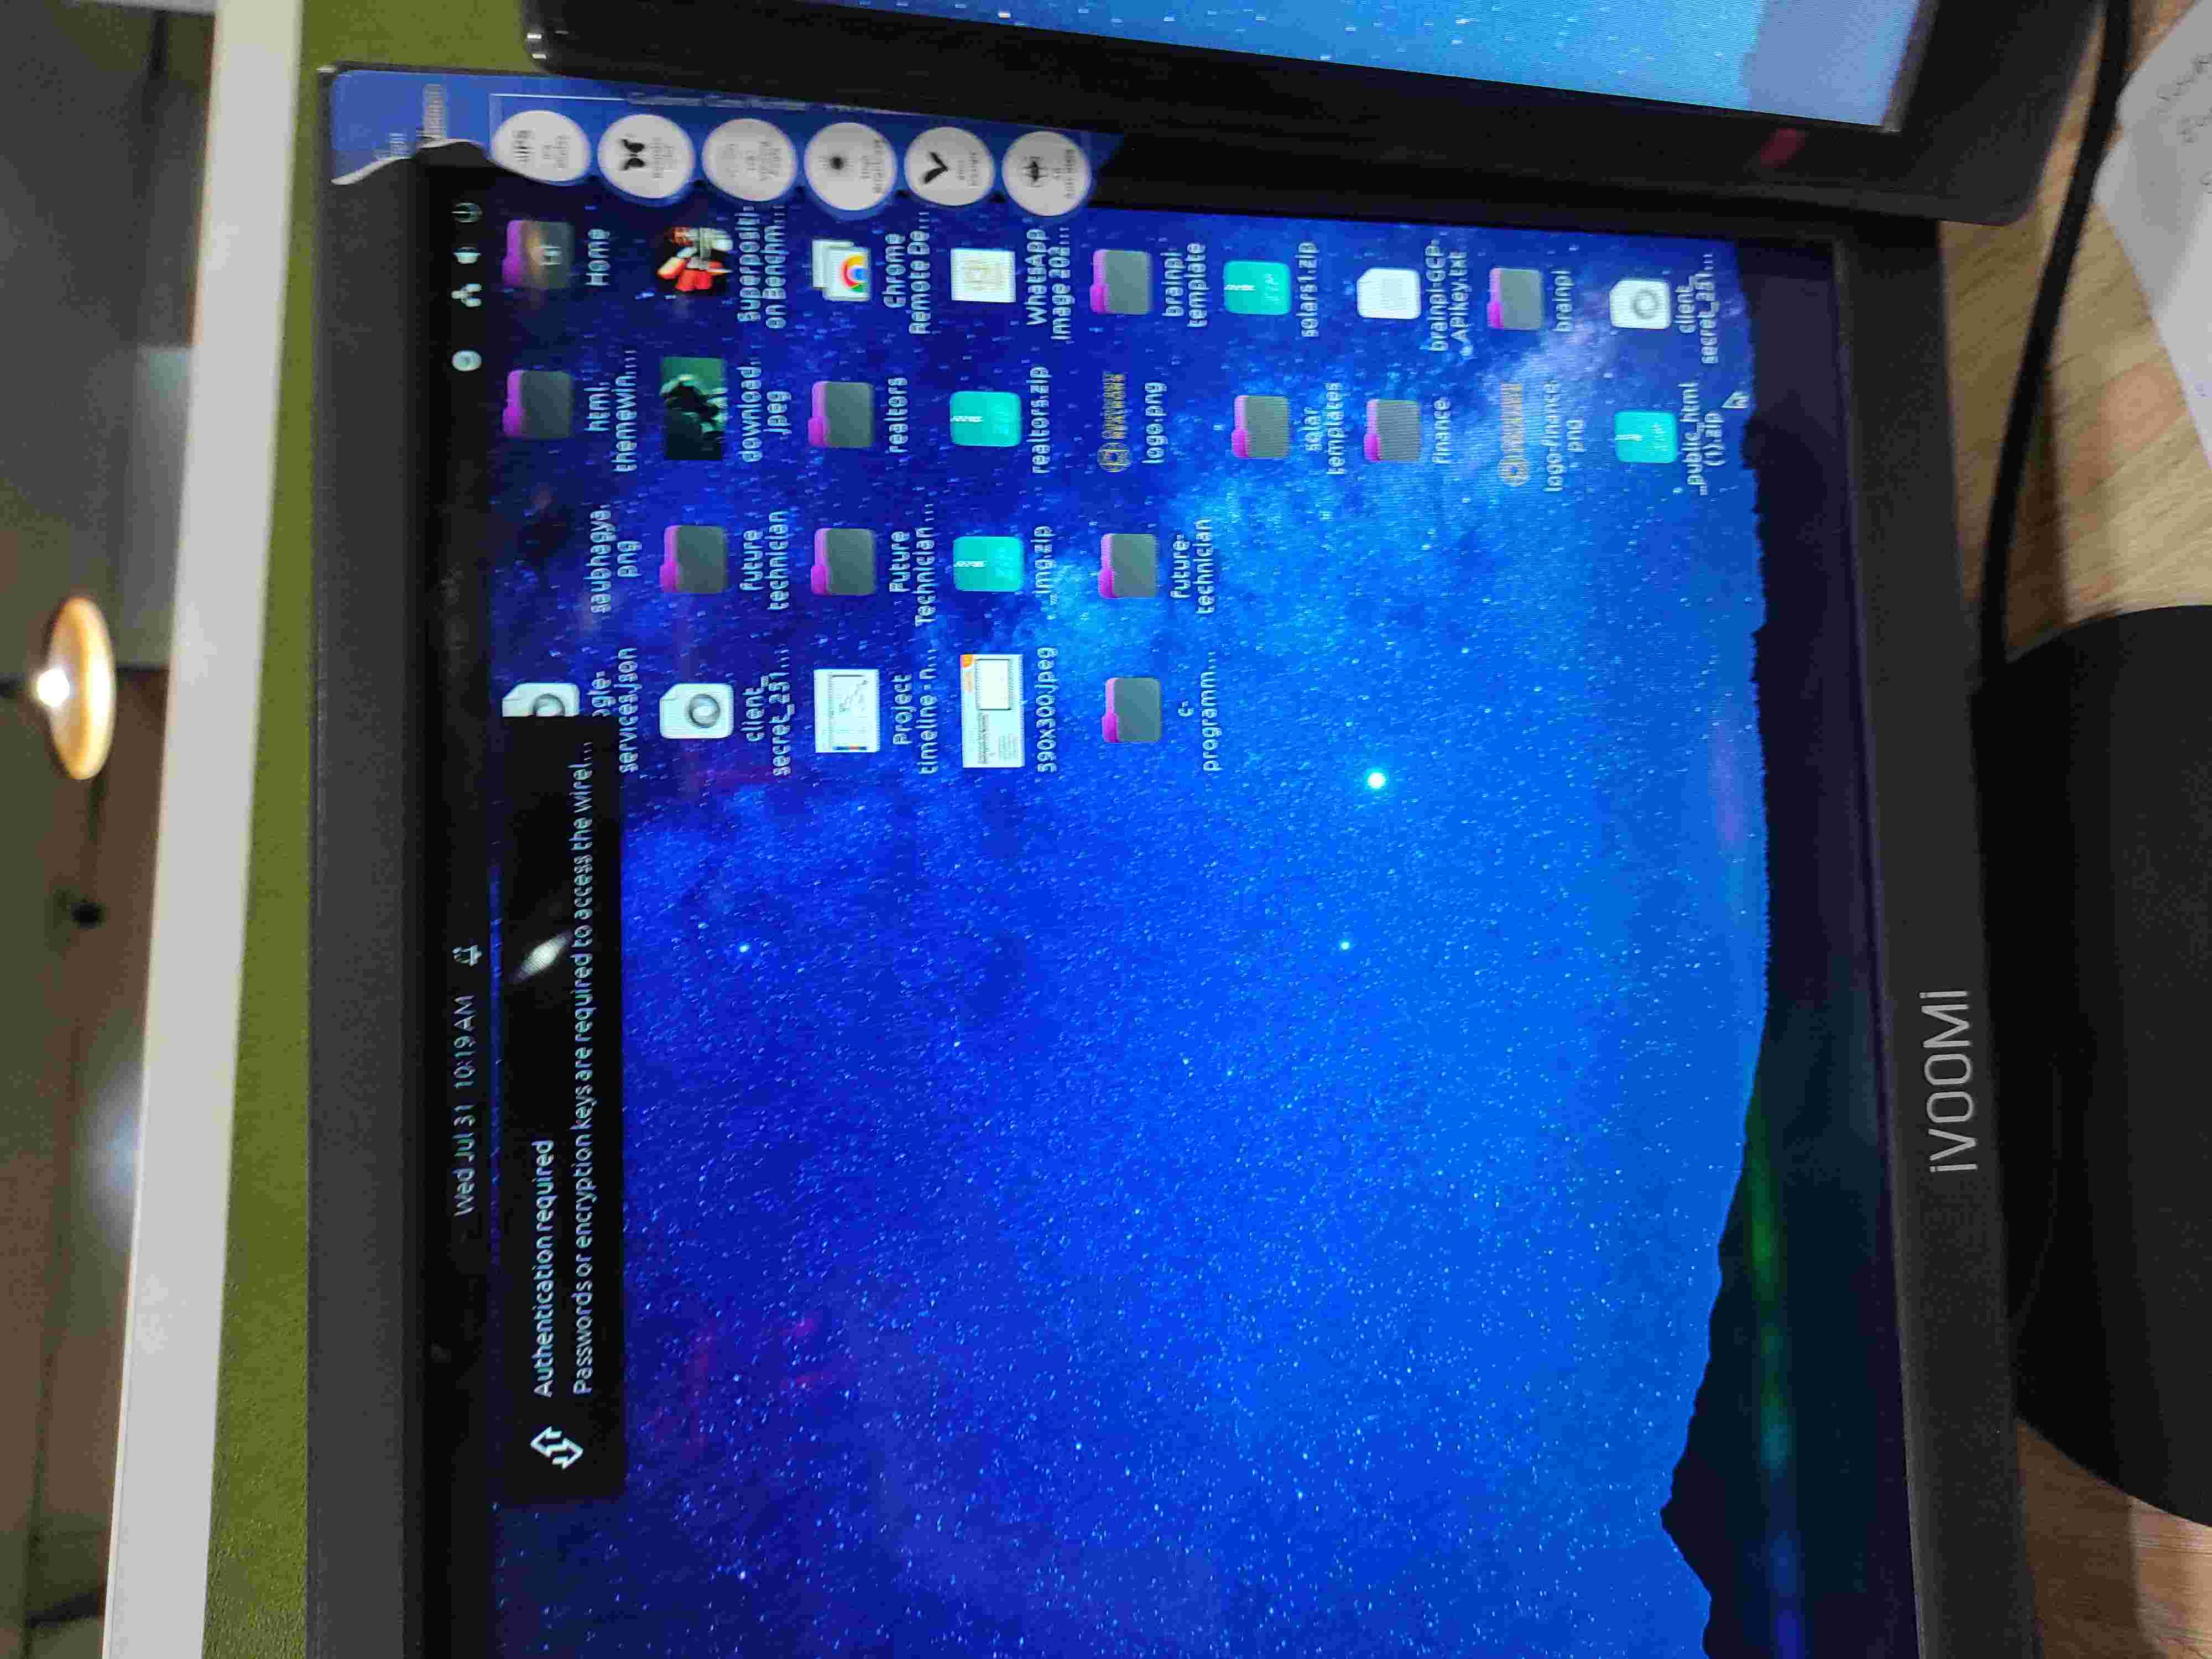 Wed Jul 31 10:19 AM
Authentication required
Passwords or encryption keys are required to access the wirel...
ogle-
services.json
saubhagya.
png
html.
themewin....
Home
client_
secret_251...
future
technician
download.
jpeg
Superpositi-
on Benchm...
Project
timeline - n...
Future
Technician ...
realtors
Chrome
Remote De...
590x300.jpeg
_img.zip
realtors.zip
WhatsApp
Image 202...
c-
programm...
future-
technician
logo.png
brainpi
template
solar
templates
solars1.zip
finance
brainpi-GCP-
APIkey.txt
logo-finance.
png
brainpi
_public_html
(1).zip
client_
secret_251...
iVOOMi
IPS